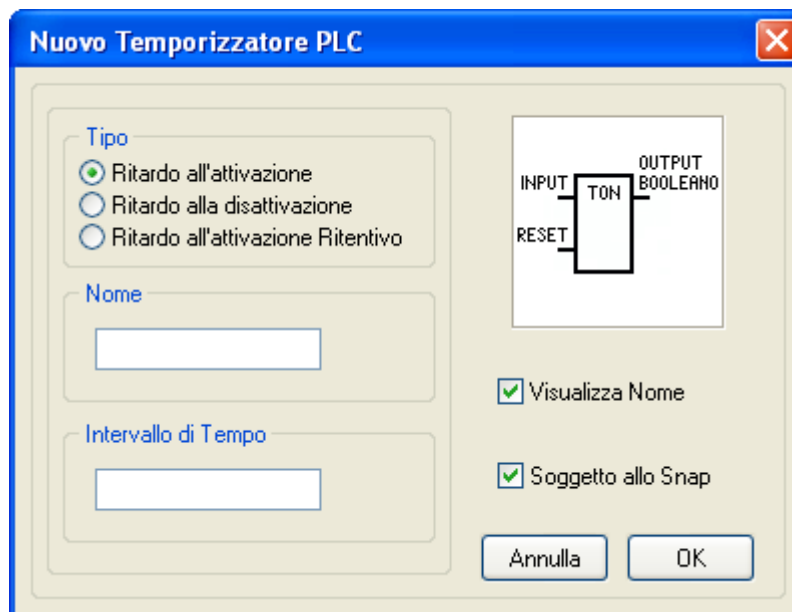 Nuovo Temporizzatore PLC
Tipo
Ritardo all'attivazione
Ritardo alla disattivazione
Ritardo all'attivazione Ritentivo
Nome
Intervallo di Tempo
INPUT
TON
OUTPUT
BOOLEANO
RESET
Visualizza Nome
Soggetto allo Snap
Annulla
OK